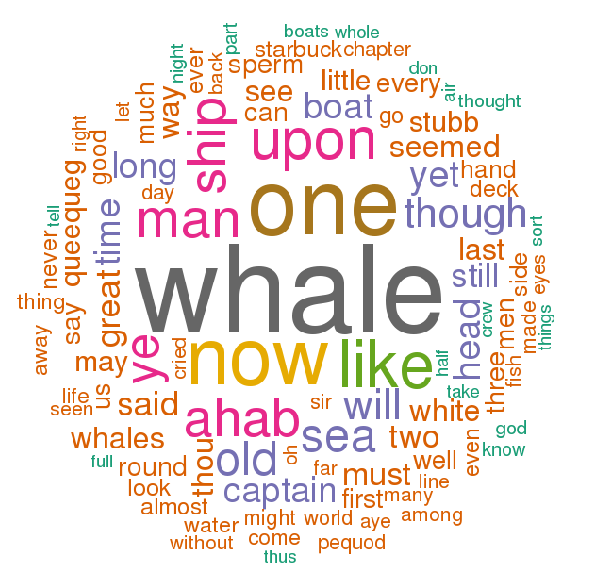 boats whole
part
starbuck chapter
night
ever
back
sperm
don
little every
air
thought
see
way
much
let
can
boat
go
stubb
ship
upon
right
good
seemed
long
yet
hand
deck
day
man
one
though
tell
queequeg
time
never
sort
last
side
eyes
still
great
whale
thing
say
head
crew
men
made
things
away
may
ye
cried
now
like
half
three
fish
us
life
seen
said
sir
will
take
white
ahab
sea
two
god
know
whales
thou
old
oh
well
even
full
round
far
must
line
look
captain
first
many
almost
might world
aye
among
water
without
come
pequod
thus